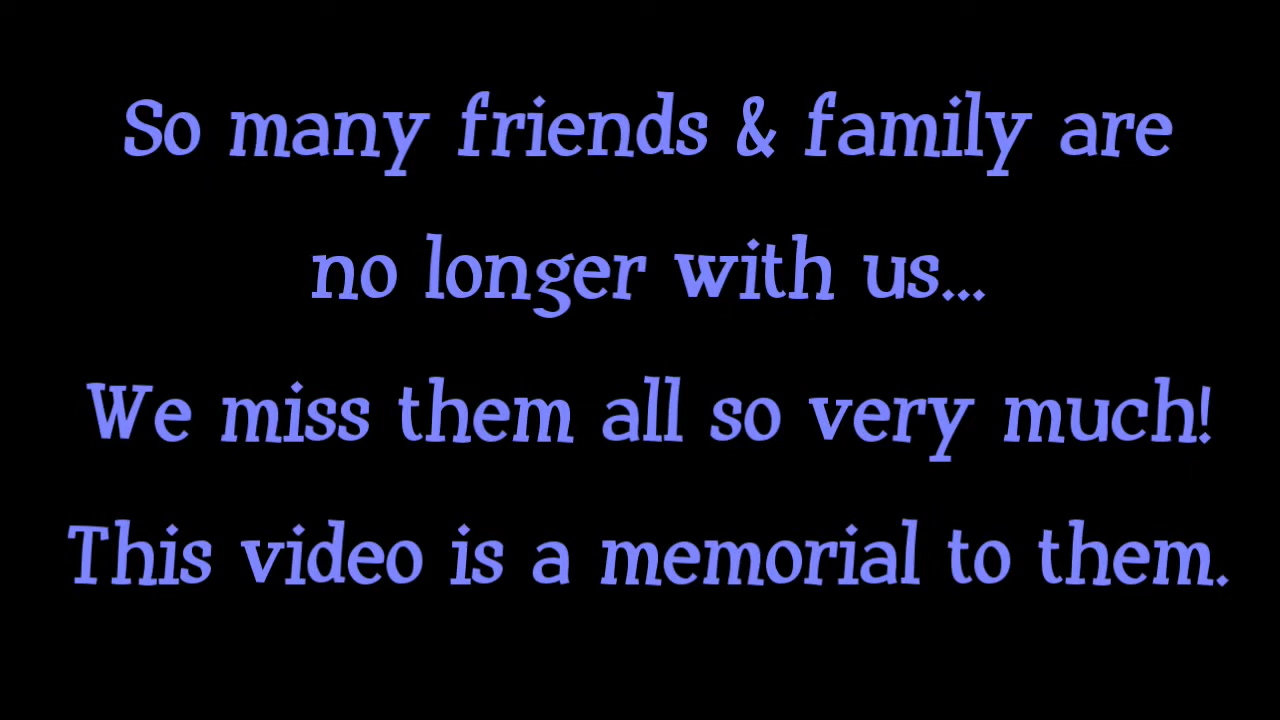 So many friends & family are
no longer with us...
We miss them all so very much!
This video is a memorial to them.